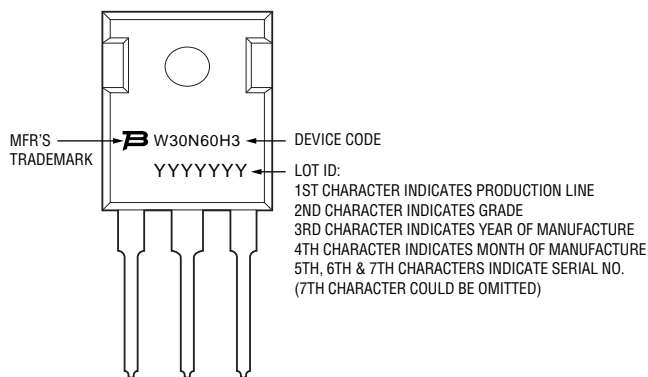 MFR'S
TRADEMARK
W30N60H3
DEVICE CODE
YYYYYYY
LOT ID:
1ST CHARACTER INDICATES PRODUCTION LINE
2ND CHARACTER INDICATES GRADE
3RD CHARACTER INDICATES YEAR OF MANUFACTURE
4TH CHARACTER INDICATES MONTH OF MANUFACTURE
5TH, 6TH & 7TH CHARACTERS INDICATE SERIAL NO.
(7TH CHARACTER COULD BE OMITTED)